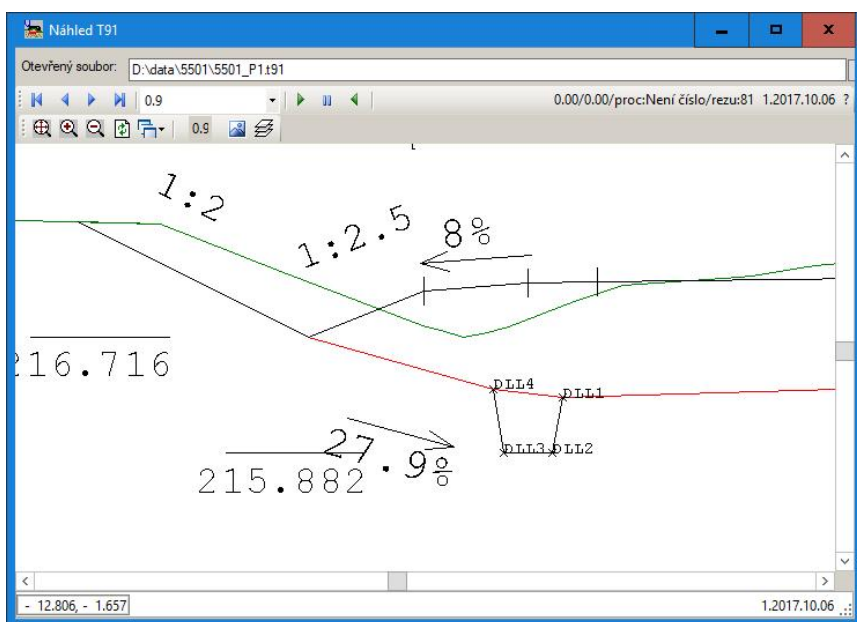 Náhled T91
Otevřený soubor: D:\data\5501\5501_P1.t91
0.9 0.00/0.00/proc:Není číslo/rezu:81 1.2017.10.06 ?
0.9
1:2
1:2.5
8%
216.716
DLL4
DLL1
DLL3
DLL2
27.9%
215.882
- 12.806, - 1.657 1.2017.10.06